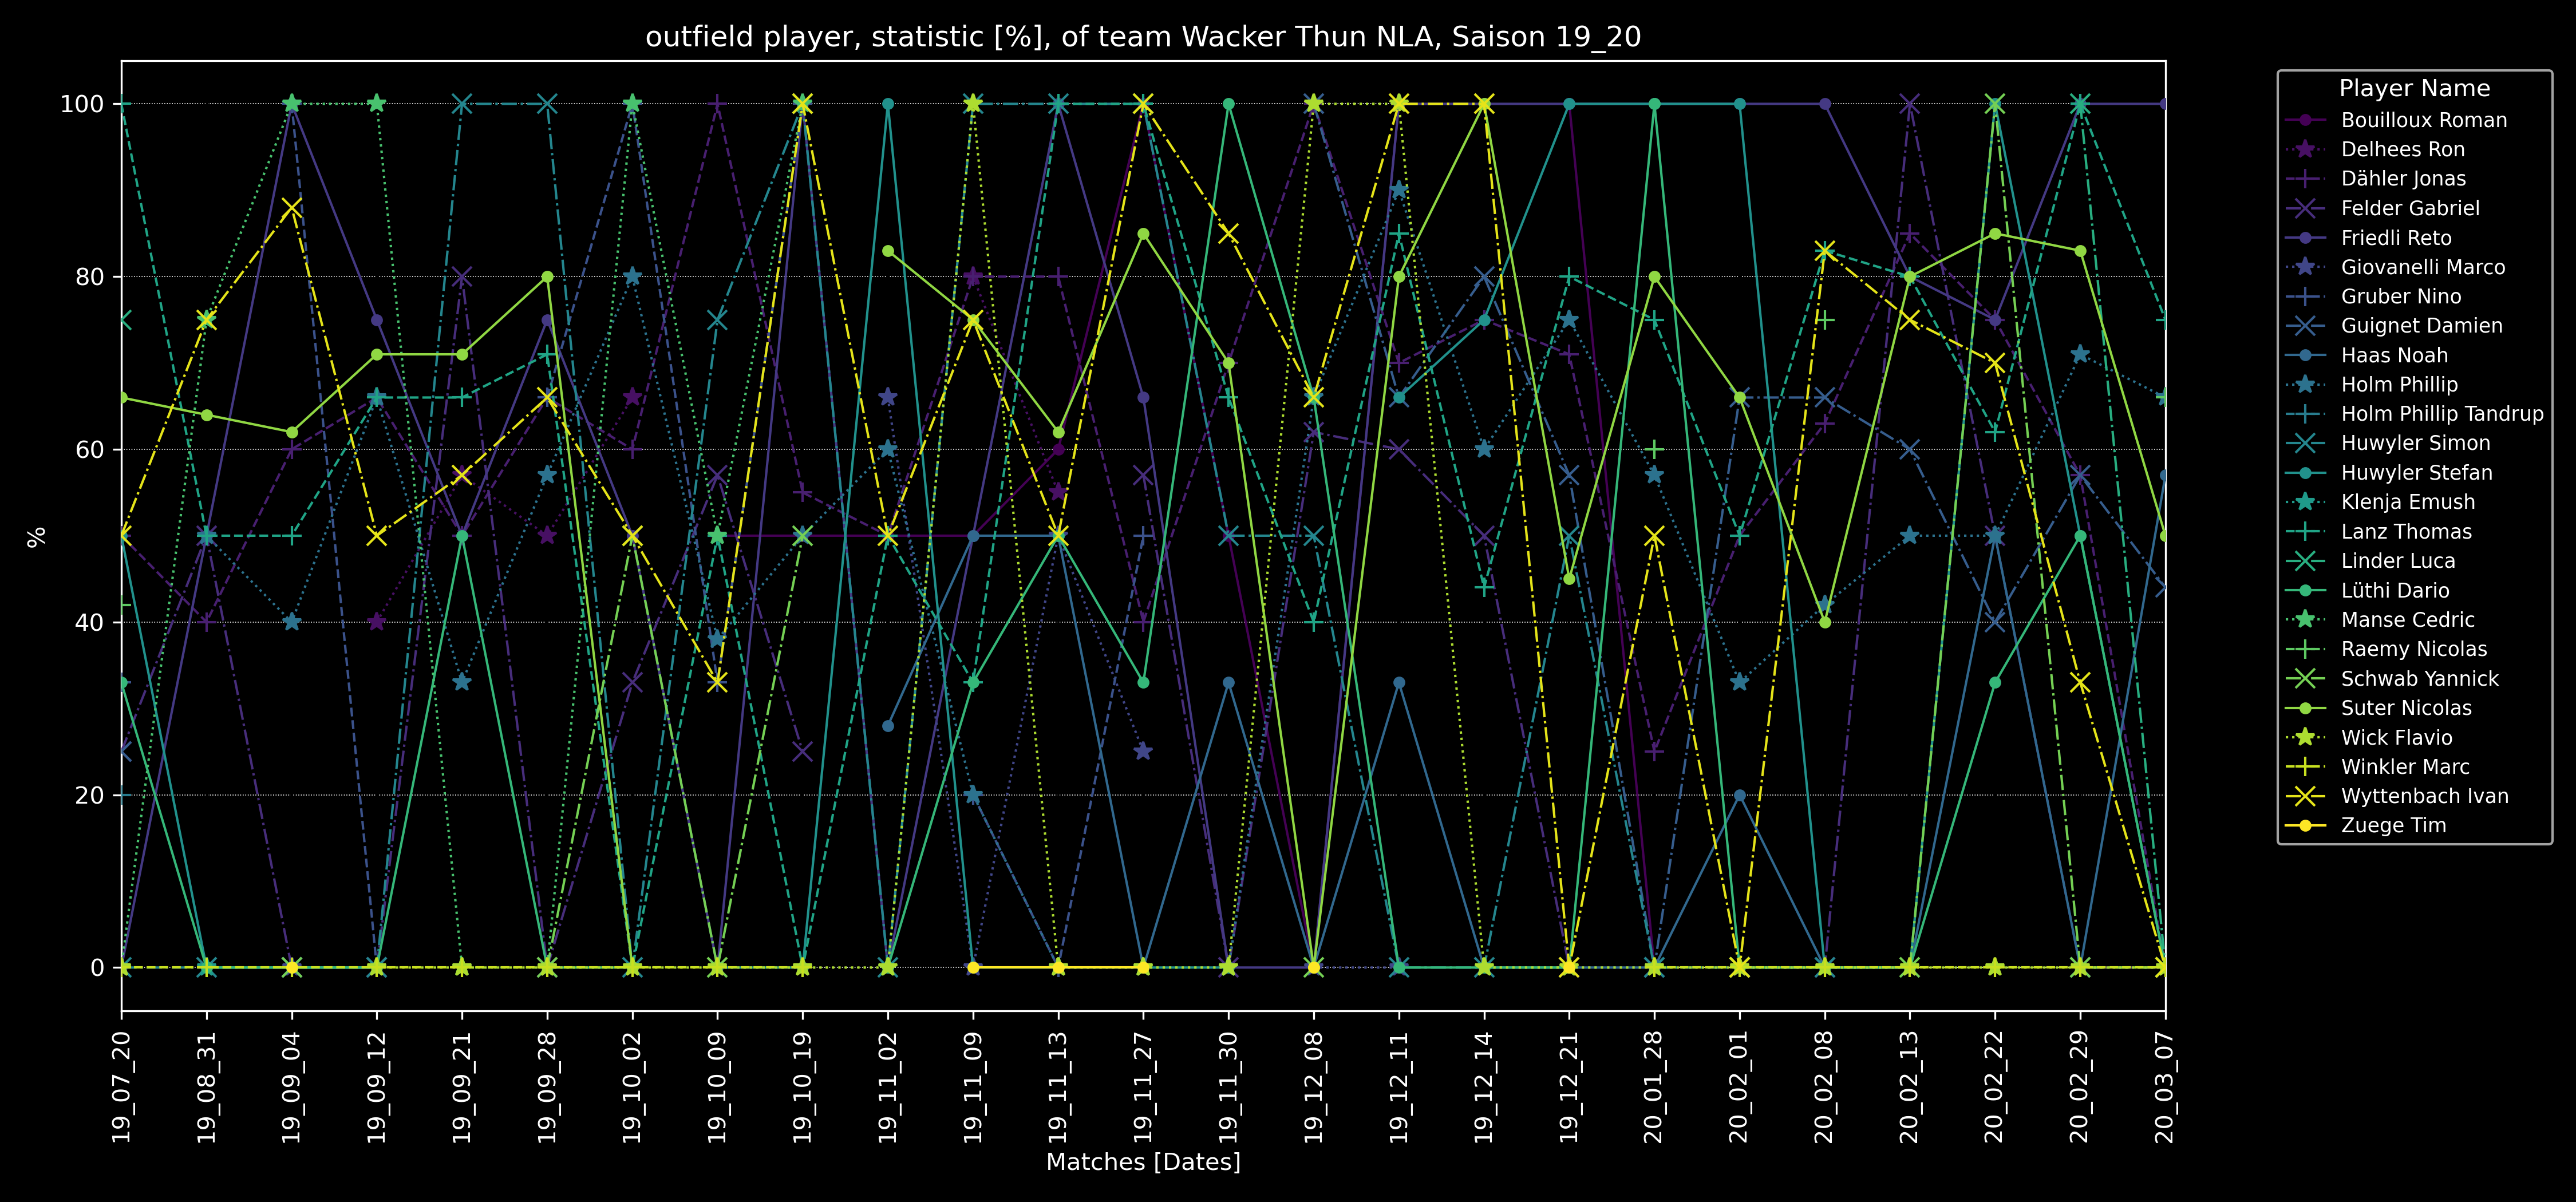 outfield player, statistic [%], of team Wacker Thun NLA, Saison 19_20
%
100
80
60
40
20
0
19_07_20
19_08_31
19_09_04
19_09_12
19_09_21
19_09_28
19_10_02
19_10_09
19_10_19
19_11_02
19_11_09
19_11_13
19_11_27
19_11_30
19_12_08
19_12_11
19_12_14
19_12_21
20_01_28
20_02_01
20_02_08
20_02_13
20_02_22
20_02_29
20_03_07
Matches [Dates]
Player Name
Bouilloux Roman
Delhees Ron
Dähler Jonas
Felder Gabriel
Friedli Reto
Giovanelli Marco
Gruber Nino
Guignet Damien
Haas Noah
Holm Phillip
Holm Phillip Tandrup
Huwyler Simon
Huwyler Stefan
Klenja Emush
Lanz Thomas
Linder Luca
Lüthi Dario
Manse Cedric
Raemy Nicolas
Schwab Yannick
Suter Nicolas
Wick Flavio
Winkler Marc
Wyttenbach Ivan
Zuege Tim